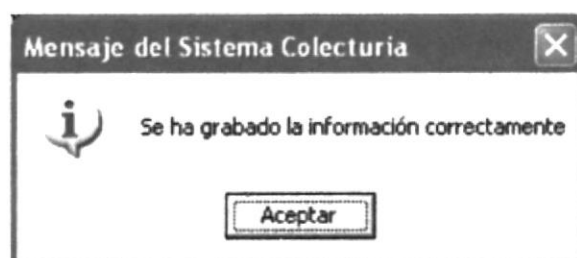 Mensaje del Sistema Colecturia
Se ha grabado la información correctamente
Aceptar